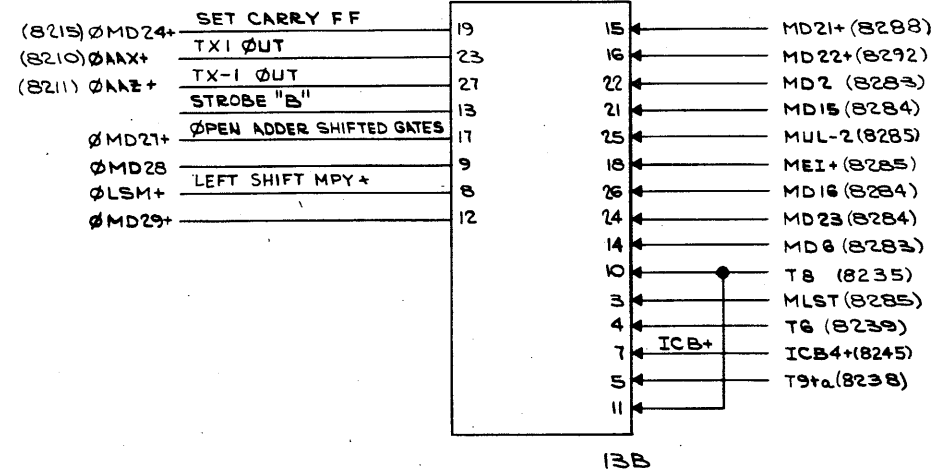 SET CARRY FF
(8215) ØMD24+ 19 15 MD21+(8288)
TX1 ØUT
(8210) ØAAX+ 23 16 MD22+(8292)
TX-1 ØUT
(8211) ØAAZ+ 27 22 MD2 (8283)
STROBE "B"
13 21 MD15(8284)
ØPEN ADDER SHIFTED GATES
ØMD27+ 17 25 MUL-2(8285)
ØMD28 9 18 MEI+(8285)
LEFT SHIFT MPY+
ØLSM+ 8 26 MD16(8284)
ØMD29+ 12 24 MD23(8284)
14 MD6(8283)
10 T8 (8235)
3 MLST(8285)
4 T6(8239)
7 ICB+ ICB4+(8245)
5 T9+a(8238)
11
13B